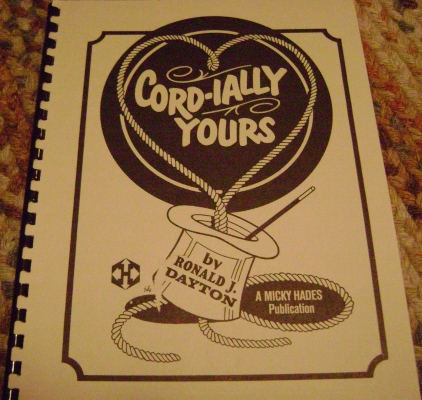 CORD-IALLY
YOURS
by
RONALD J.
DAYTON
H
A MICKY HADES
Publication